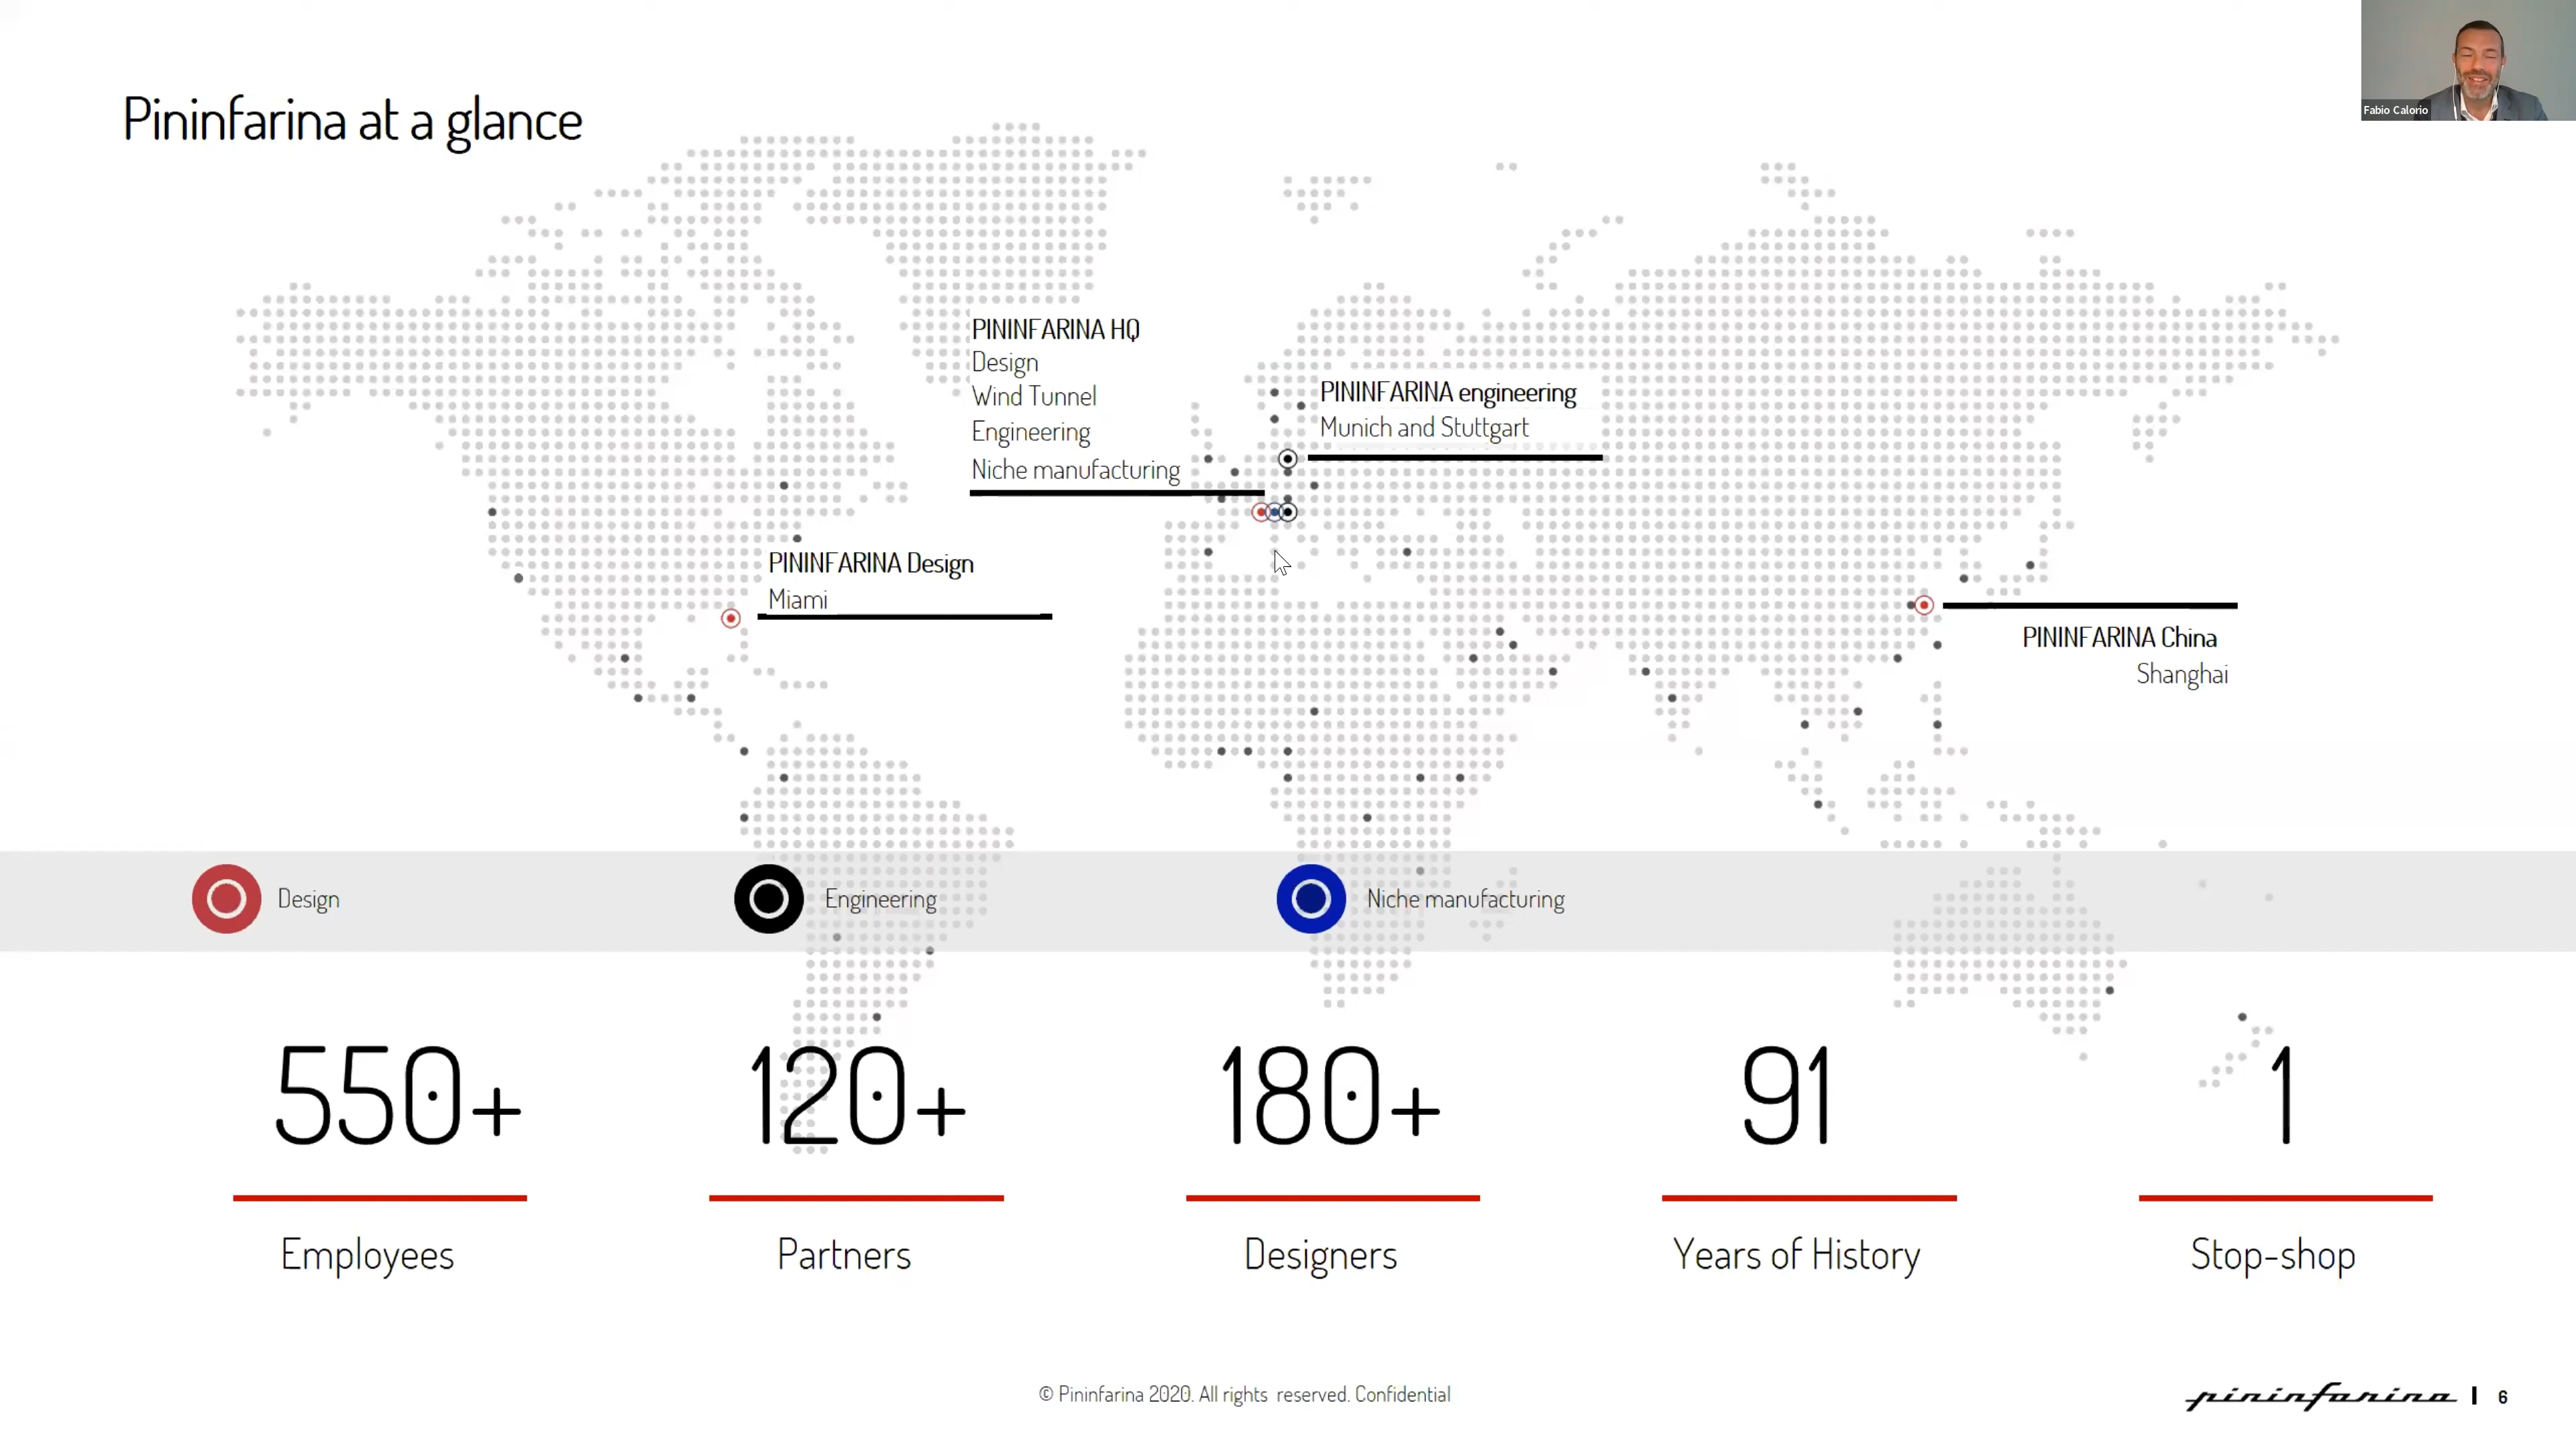 Fabio Calorio
Pininfarina at a glance
PININFARINA HQ
Design
Wind Tunnel
Engineering
Niche manufacturing
PININFARINA engineering
Munich and Stuttgart
PININFARINA Design
Miami
PININFARINA China
Shanghai
Design
Engineering
Niche manufacturing
550+
120+
180+
91
1
Employees
Partners
Designers
Years of History
Stop-shop
© Pininfarina 2020. All rights reserved. Confidential
pininfarina
6